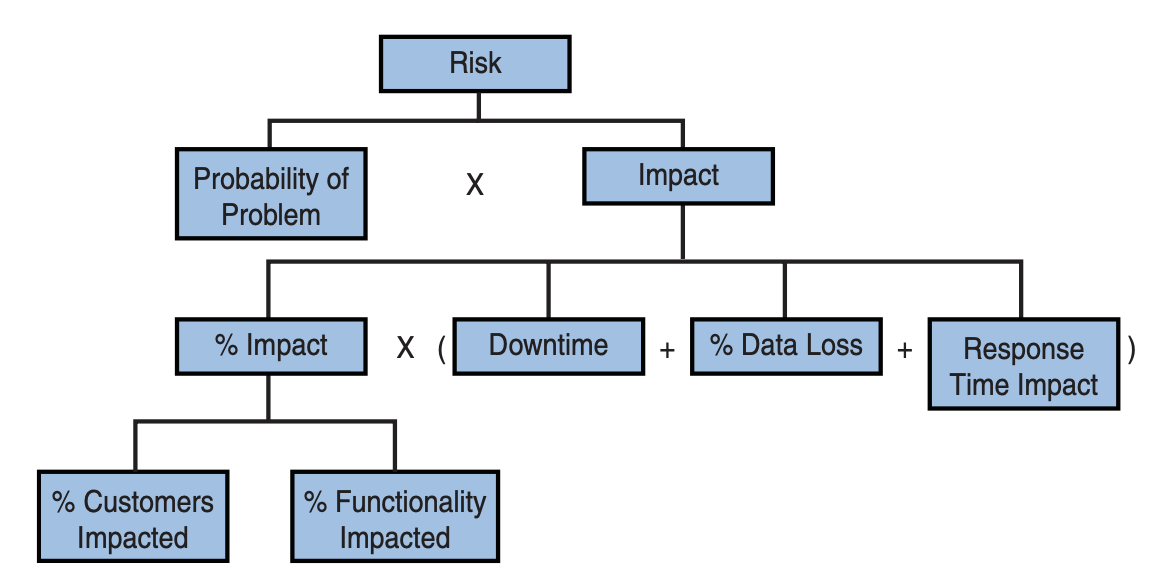 Risk
Probability of
Problem
X
Impact
% Impact
X
(
Downtime
+
% Data Loss
+
Response
Time Impact
)
% Customers
Impacted
% Functionality
Impacted